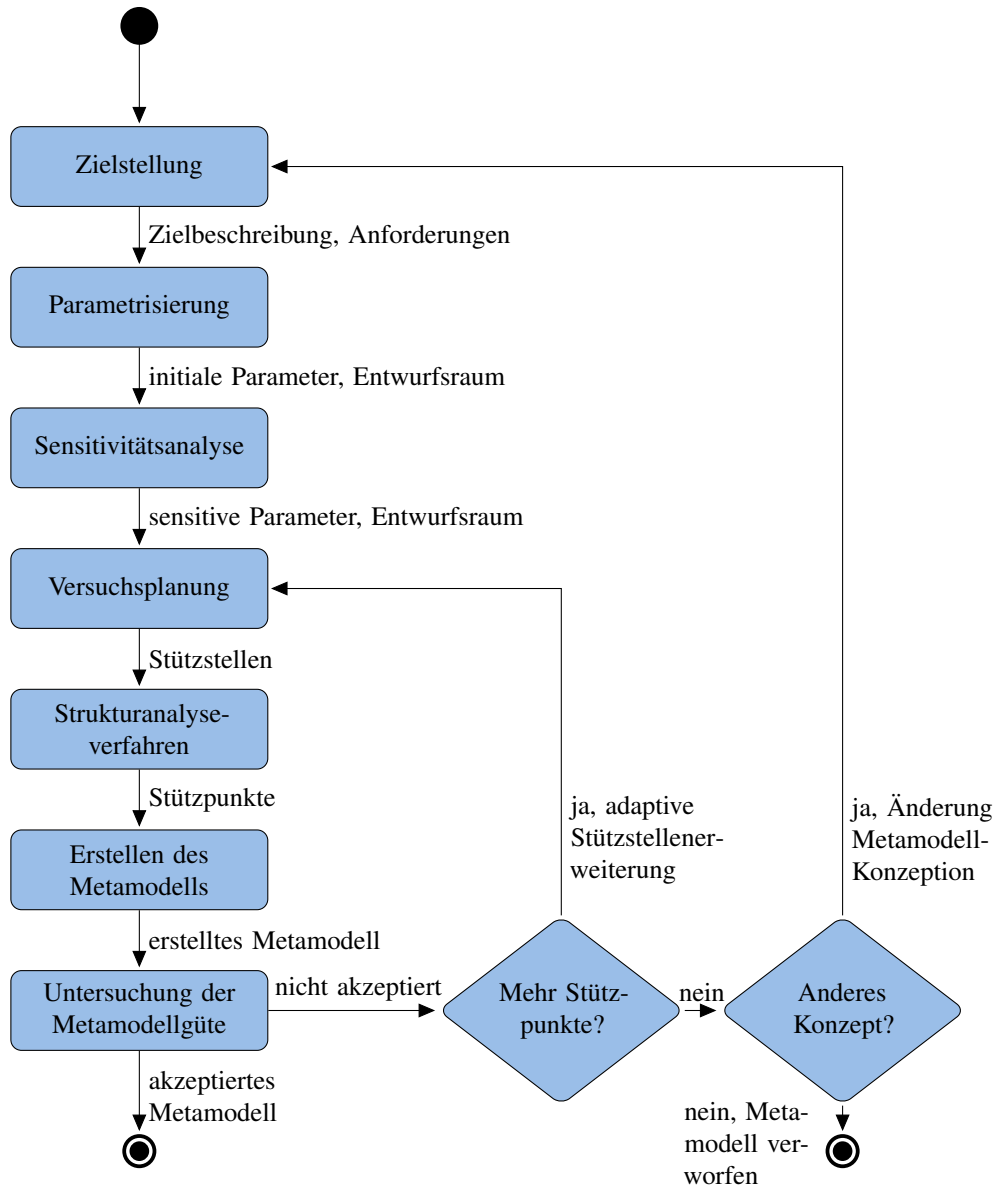 Zielstellung
Zielbeschreibung, Anforderungen
Parametrisierung
initiale Parameter, Entwurfsraum
Sensitivitätsanalyse
sensitive Parameter, Entwurfsraum
Versuchsplanung
Stützstellen
Strukturanalyse-
verfahren
Stützpunkte
Erstellen des
Metamodells
erstelltes Metamodell
Untersuchung der
Metamodellgüte
nicht akzeptiert
Mehr Stütz-
punkte?
ja, adaptive
Stützstellener-
weiterung
nein
Anderes
Konzept?
ja, Änderung
Metamodell-
Konzeption
akzeptiertes
Metamodell
nein, Meta-
modell ver-
worfen